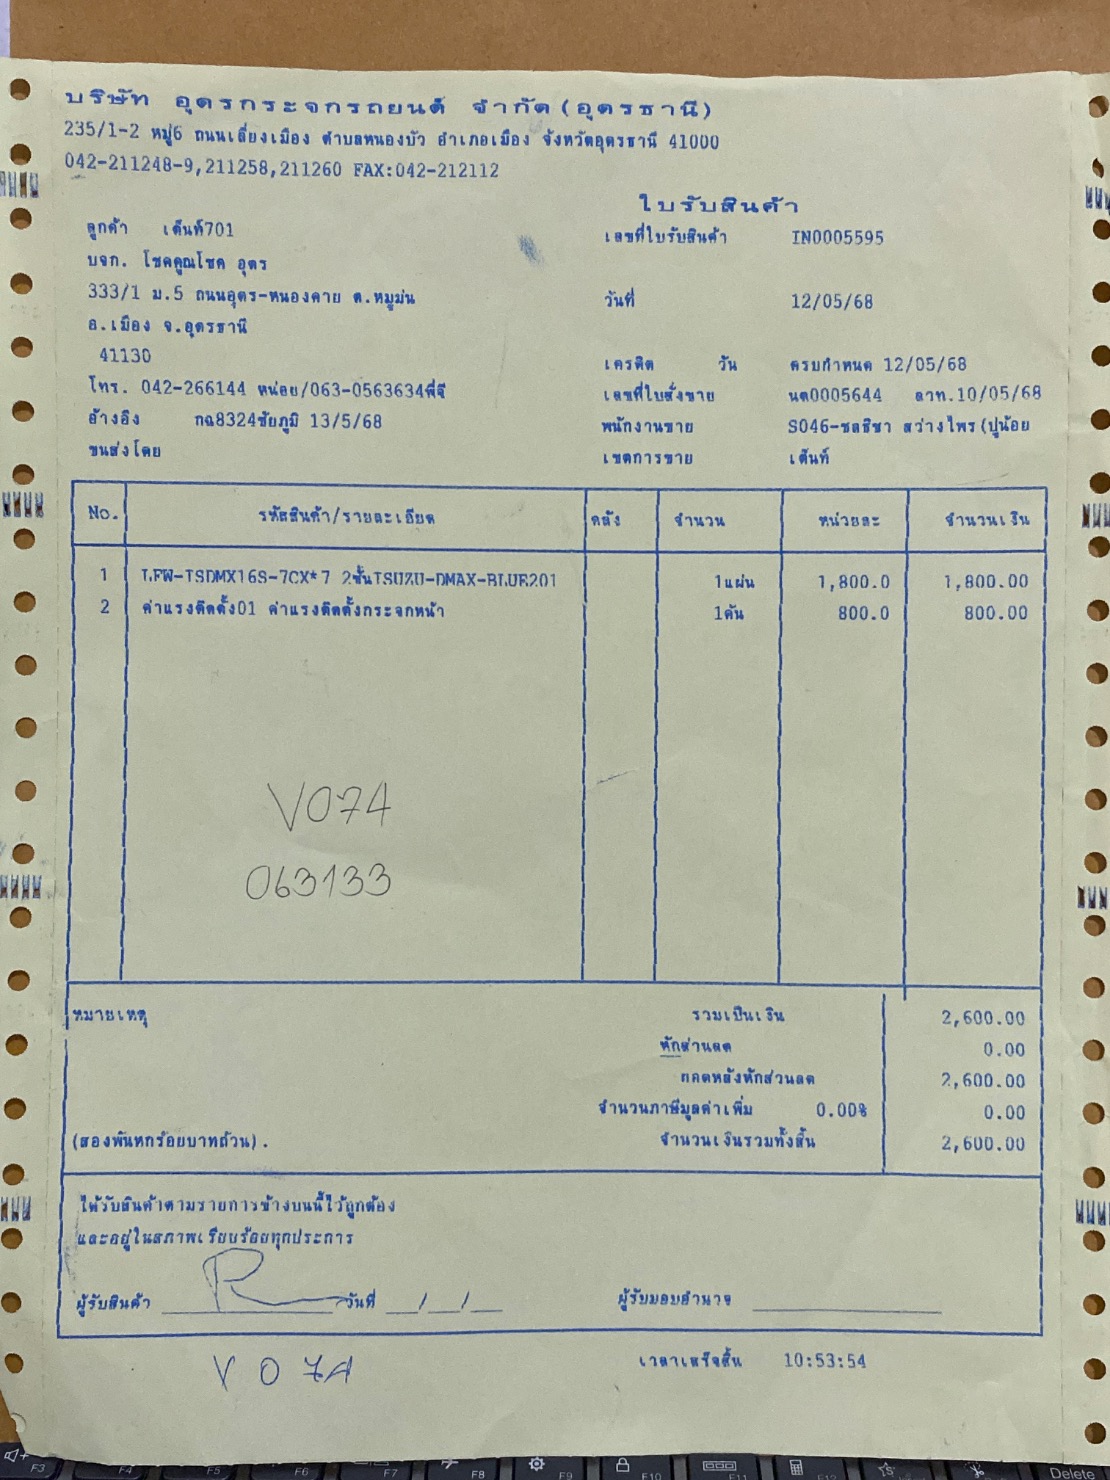 บริษัท อุดรกระจกรถยนต์ จำกัด(อุดรธานี)
235/1-2 หมู่6 ถนนเลี่ยงเมือง ตำบลหนองบัว อำเภอเมือง จังหวัดอุดรธานี 41000
042-211248-9,211258,211260 FAX:042-212112
ใบรับสินค้า
ลูกค้า เต็นท์701
เลขที่ใบรับสินค้า IN0005595
บจก. โชคคูณโชค อุดร
333/1 ม.5 ถนนอุดร-หนองคาย ต.หมูม่น
วันที่ 12/05/68
อ.เมือง จ.อุดรธานี
41130
เครดิต วัน ครบกำหนด 12/05/68
โทร. 042-266144 หน่อย/063-0563634พี่จี
เลขที่ใบสั่งขาย นต0005644 ลาท.10/05/68
อ้างอิง กฉ8324ชัยภูมิ 13/5/68
พนักงานขาย S046-ชลธิชา สว่างไพร(ปูน้อย
ขนส่งโดย
เขตการขาย เต็นท์
No. รหัสสินค้า/รายละเอียด คลัง จำนวน หน่วยละ จำนวนเงิน
1 LFW-ISDMX16S-7CX*7 2ชั้นISUZU-DMAX-BLUE201 1แผ่น 1,800.0 1,800.00
2 ค่าแรงติดตั้ง01 ค่าแรงติดตั้งกระจกหน้า 1คัน 800.0 800.00
V074
063133
หมายเหตุ รวมเป็นเงิน 2,600.00
หักส่วนลด 0.00
ยอดหลังหักส่วนลด 2,600.00
จำนวนภาษีมูลค่าเพิ่ม 0.00% 0.00
(สองพันหกร้อยบาทถ้วน). จำนวนเงินรวมทั้งสิ้น 2,600.00
ได้รับสินค้าตามรายการข้างบนนี้ไว้ถูกต้อง
และอยู่ในสภาพเรียบร้อยทุกประการ
ผู้รับสินค้า วันที่ / / ผู้รับมอบอำนาจ
V074
เวลาเสร็จสิ้น 10:53:54
F3 F4 F5 F6 F7 F8 F9 F10 F11 F12 Delete